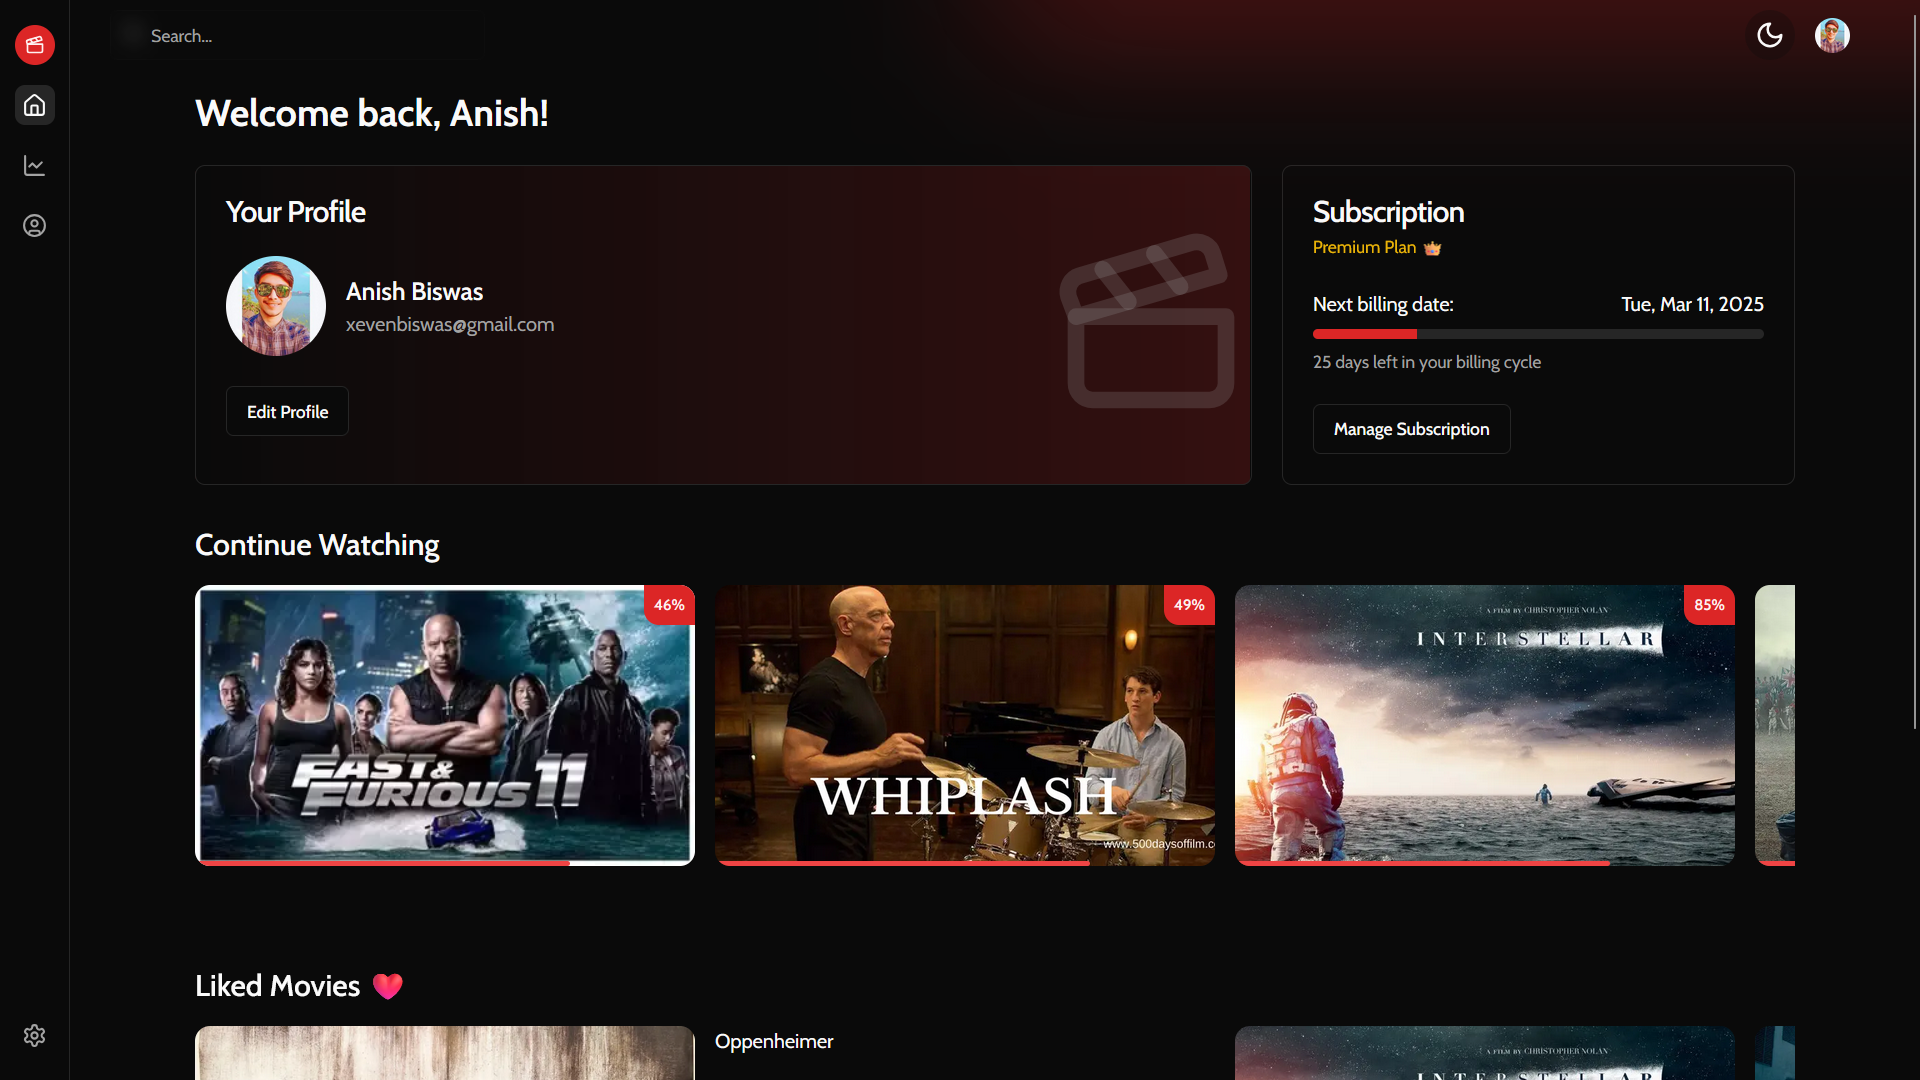 Search...
Welcome back, Anish!
Your Profile
Anish Biswas
xevenbiswas@gmail.com
Edit Profile
Subscription
Premium Plan
Next billing date:
Tue, Mar 11, 2025
25 days left in your billing cycle
Manage Subscription
Continue Watching
46%
FAST &
FURIOUS 11
49%
WHIPLASH
www.500daysoffilm.c
85%
A FILM BY CHRISTOPHER NOLAN
INTERSTELLAR
Liked Movies
Oppenheimer
A FILM BY CHRISTOPHER NOLAN
INTERSTELLAR